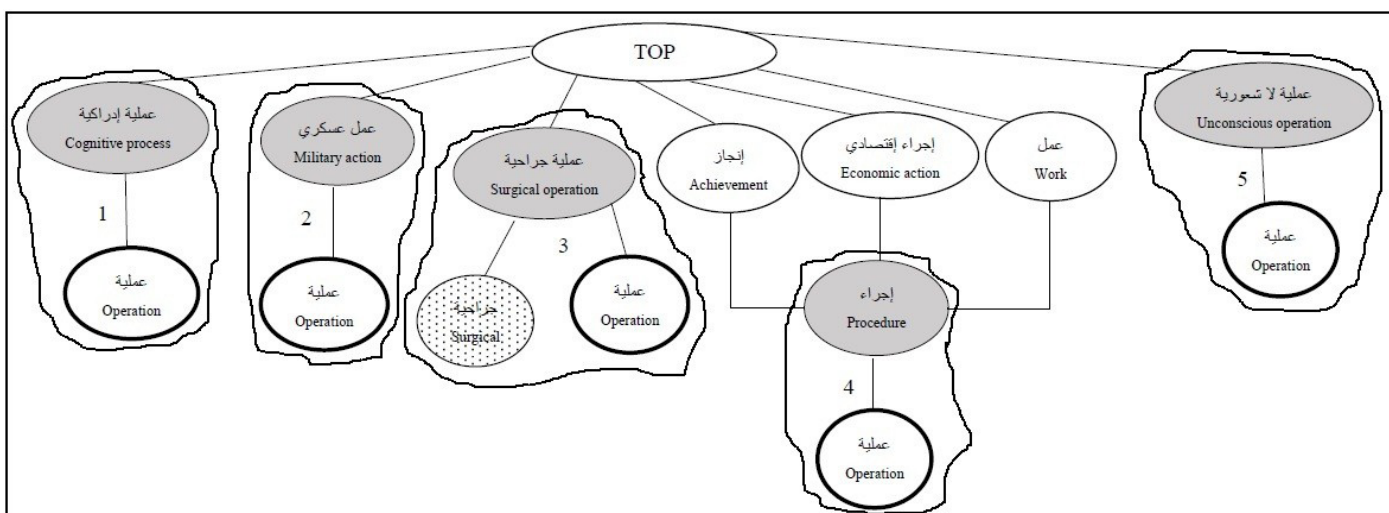 TOP
عملية إدراكية
Cognitive process
عمل عسكري
Military action
عملية جراحية
Surgical operation
إنجاز
Achievement
إجراء إقتصادي
Economic action
عمل
Work
عملية لا شعورية
Unconscious operation
1
2
3
4
5
عملية
Operation
عملية
Operation
جراحية
Surgical
عملية
Operation
إجراء
Procedure
عملية
Operation
عملية
Operation